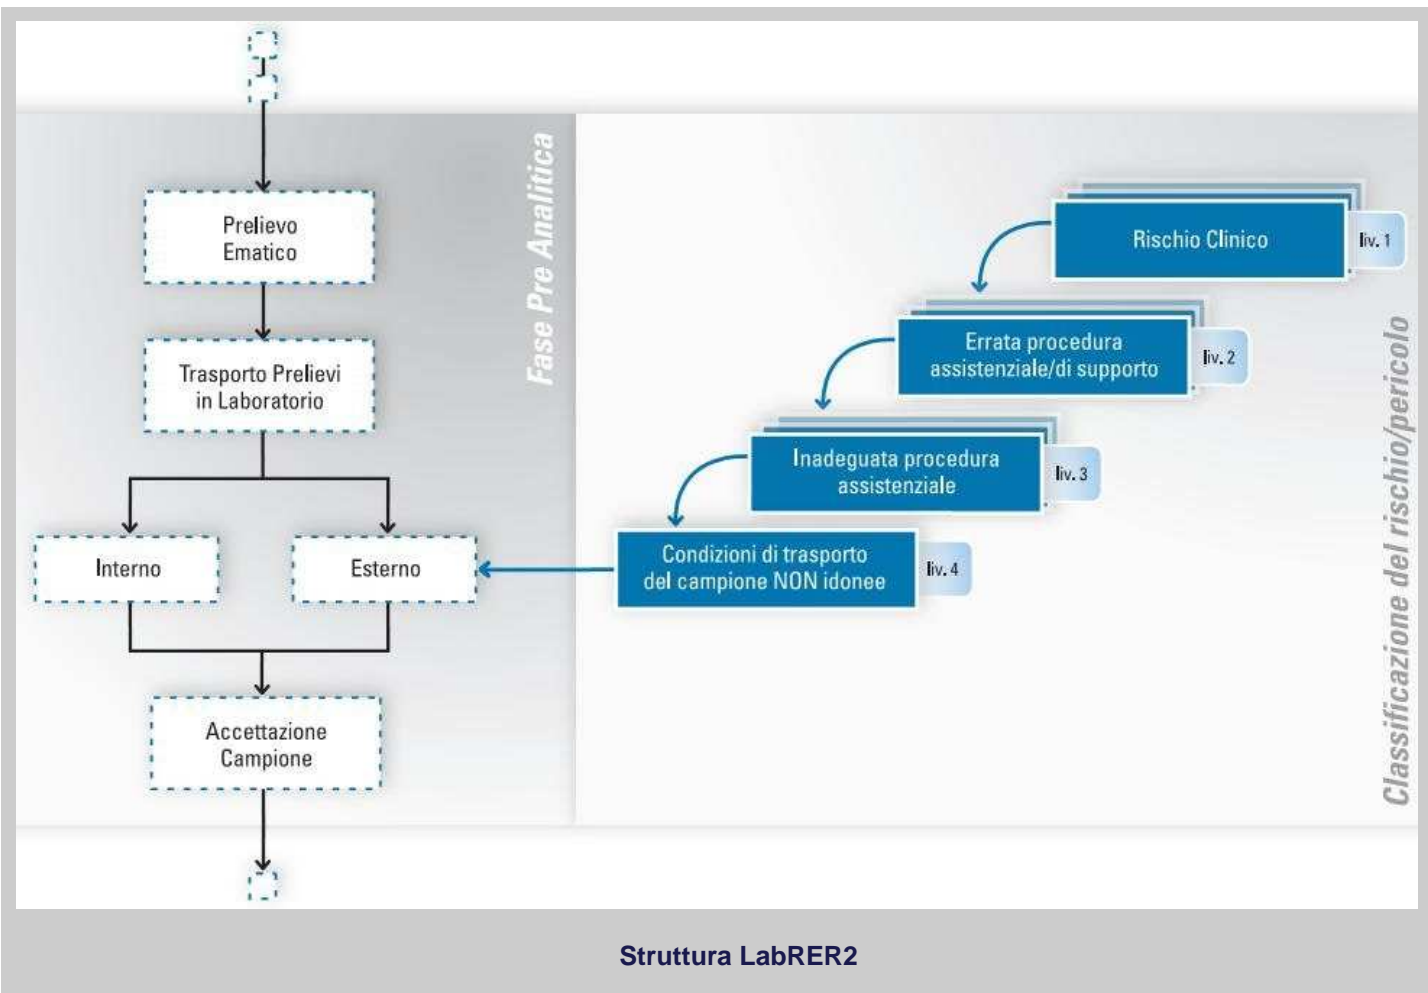 Fase Pre Analitica
Prelievo
Ematico
Trasporto Prelievi
in Laboratorio
Interno
Esterno
Accettazione
Campione
Classificazione del rischio/pericolo
Rischio Clinico
liv. 1
Errata procedura
assistenziale/di supporto
liv. 2
Inadeguata procedura
assistenziale
liv. 3
Condizioni di trasporto
del campione NON idonee
liv. 4
Struttura LabRER2